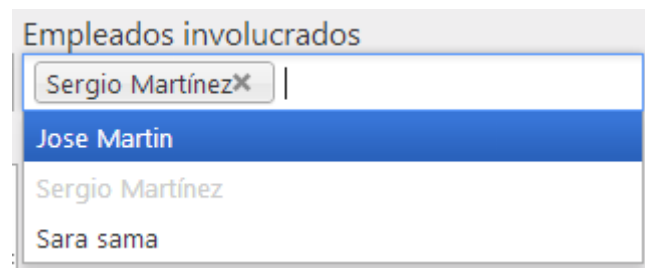 Empleados involucrados
Sergio Martínez
Jose Martin
Sergio Martínez
Sara sama